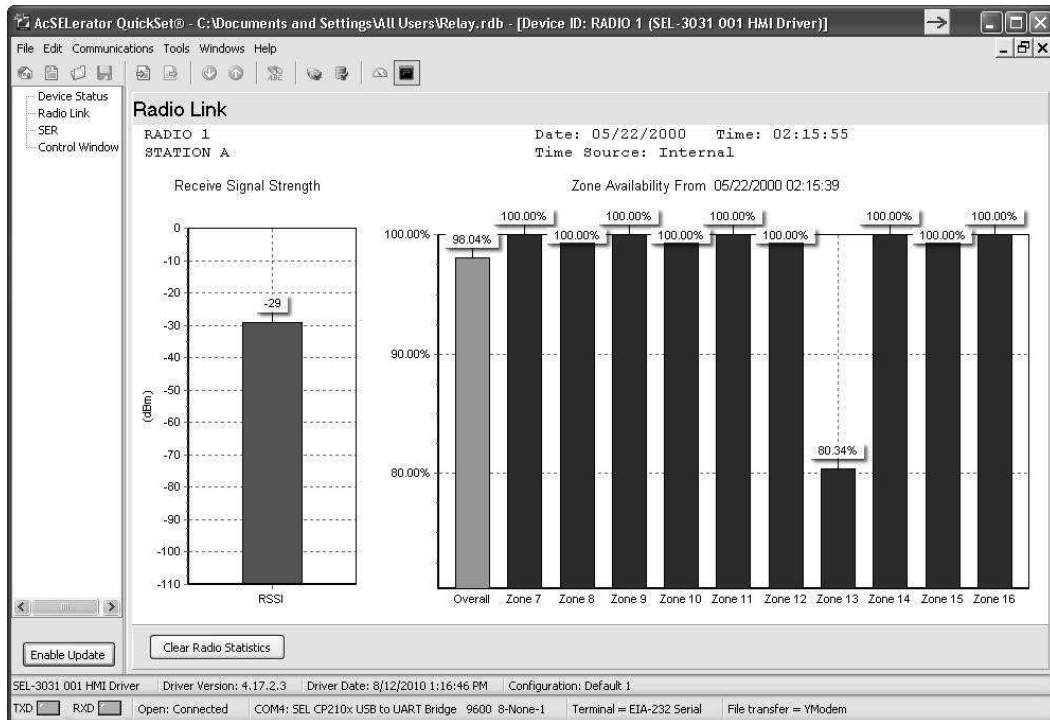 AcSELerator QuickSet® - C:\Documents and Settings\All Users\Relay.rdb - [Device ID: RADIO 1 (SEL-3031 001 HMI Driver)]
File Edit Communications Tools Windows Help
Device Status
Radio Link
SER
Control Window
Radio Link
RADIO 1 Date: 05/22/2000 Time: 02:15:55
STATION A Time Source: Internal
Receive Signal Strength
0
-10
-20
-30
-40
-50
-60
-70
-80
-90
-100
-110
(dBm)
-29
RSSI
Zone Availability From 05/22/2000 02:15:39
100.00%
90.00%
80.00%
98.04%
100.00%
100.00%
100.00%
100.00%
100.00%
100.00%
80.34%
100.00%
100.00%
100.00%
Overall Zone 7 Zone 8 Zone 9 Zone 10 Zone 11 Zone 12 Zone 13 Zone 14 Zone 15 Zone 16
Enable Update
Clear Radio Statistics
SEL-3031 001 HMI Driver Driver Version: 4.17.2.3 Driver Date: 8/12/2010 1:16:46 PM Configuration: Default 1
TXD RXD Open: Connected COM4: SEL CP210x USB to UART Bridge 9600 8-None-1 Terminal = EIA-232 Serial File transfer = YModem